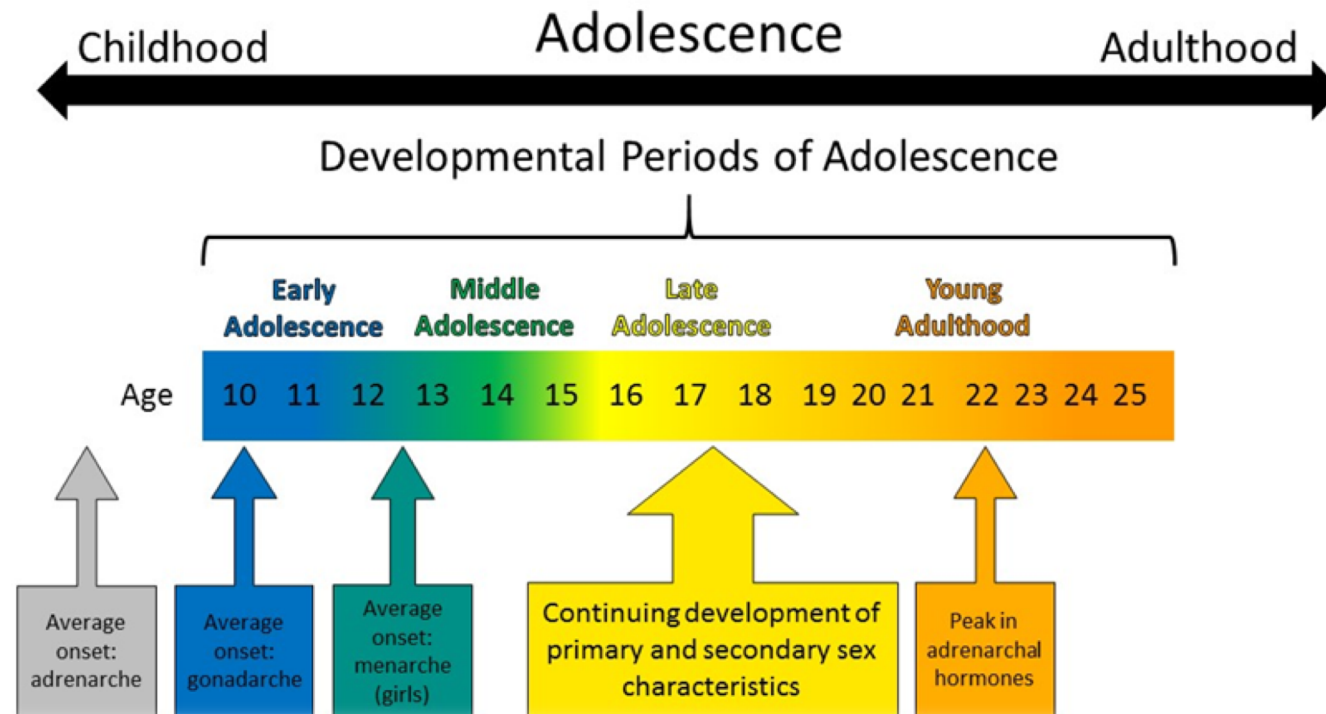 Childhood Adolescence Adulthood
Developmental Periods of Adolescence
Early
Adolescence
Middle
Adolescence
Late
Adolescence
Young
Adulthood
Age 10 11 12 13 14 15 16 17 18 19 20 21 22 23 24 25
Average
onset:
adrenarche
Average
onset:
gonadarche
Average
onset:
menarche
(girls)
Continuing development of
primary and secondary sex
characteristics
Peak in
adrenarchal
hormones